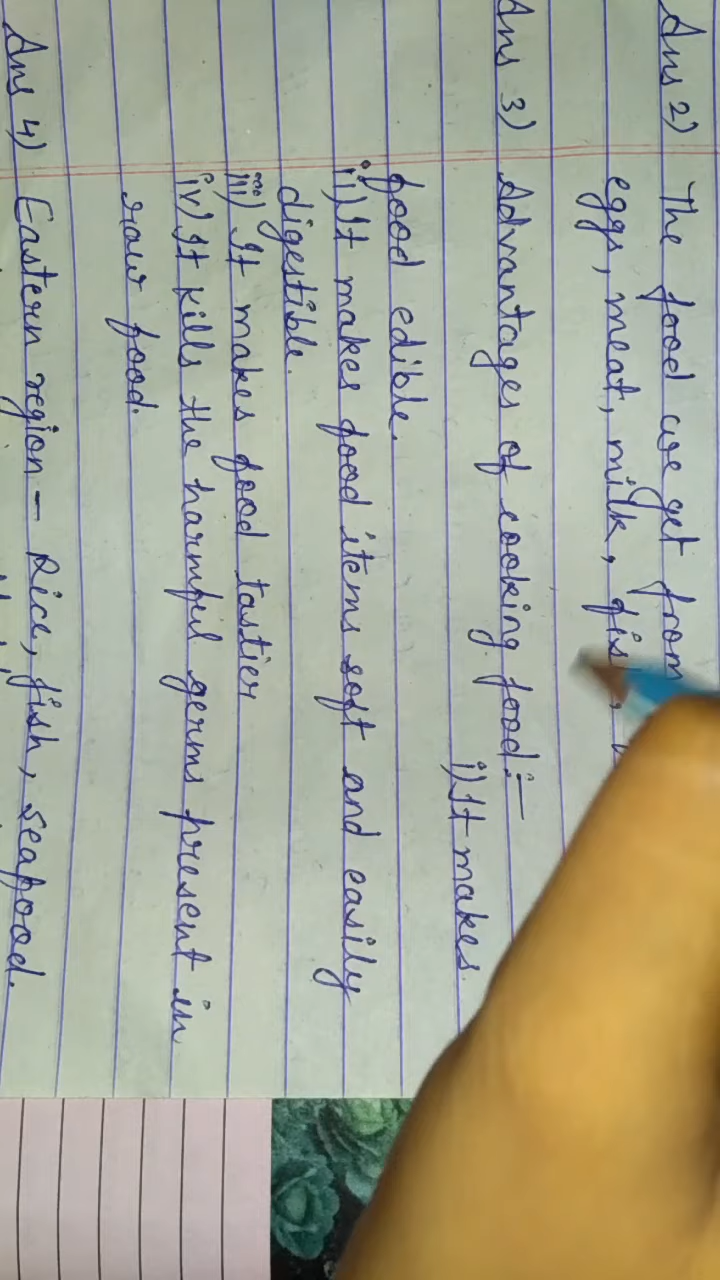 Ans 2) The food we get from
eggs, meat, milk,
Ans 3) Advantages of cooking food:-
i) It makes
food edible.
ii) It makes food items soft and easily
digestible.
iii) It makes food tastier
iv) It kills the harmful germs present in
raw food.
Ans 4) Eastern region - Rice, fish, seafood.